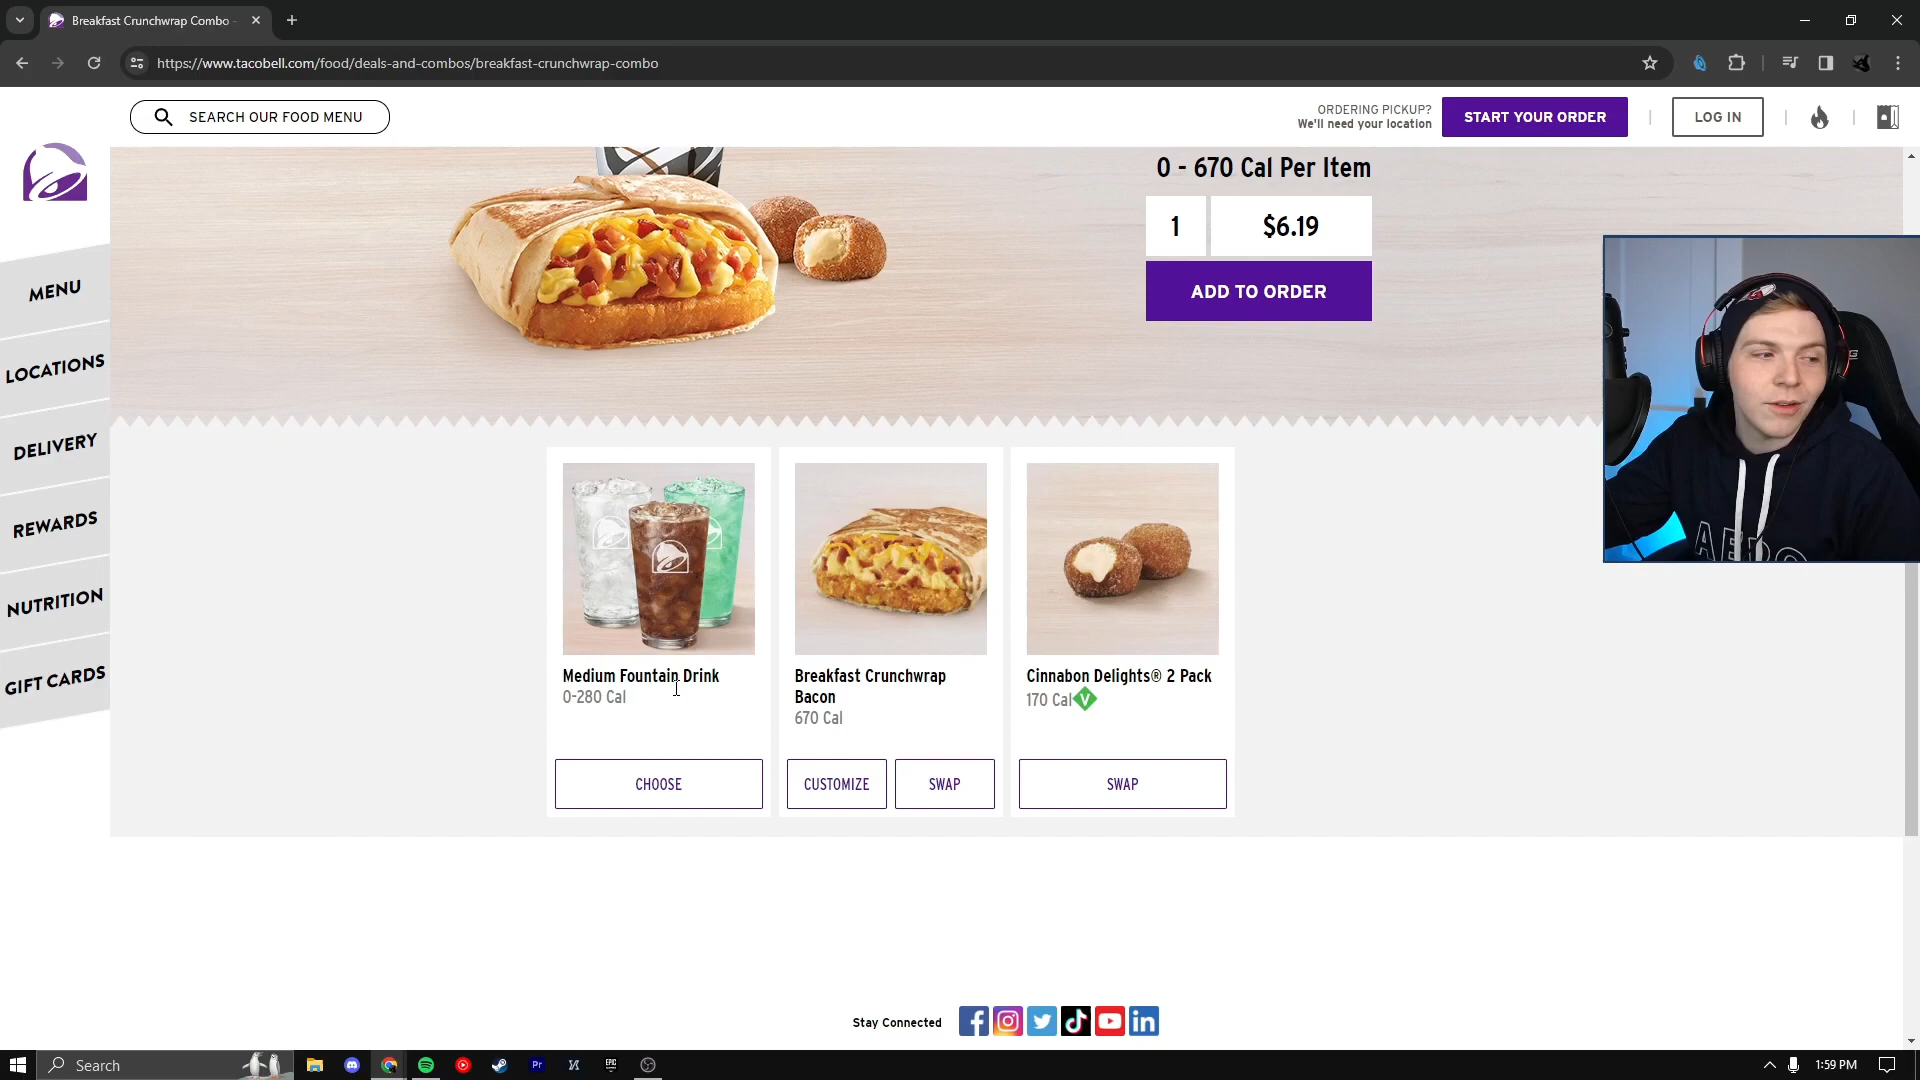 Breakfast Crunchwrap Combo -
https://www.tacobell.com/food/deals-and-combos/breakfast-crunchwrap-combo
SEARCH OUR FOOD MENU
ORDERING PICKUP?
We'll need your location
START YOUR ORDER
LOG IN
MENU
LOCATIONS
DELIVERY
REWARDS
NUTRITION
GIFT CARDS
0 - 670 Cal Per Item
1
$6.19
ADD TO ORDER
Medium Fountain Drink
0-280 Cal
CHOOSE
Breakfast Crunchwrap
Bacon
670 Cal
CUSTOMIZE
SWAP
Cinnabon Delights® 2 Pack
170 Cal V
SWAP
Stay Connected
Search
Pr
EPIC
1:59 PM